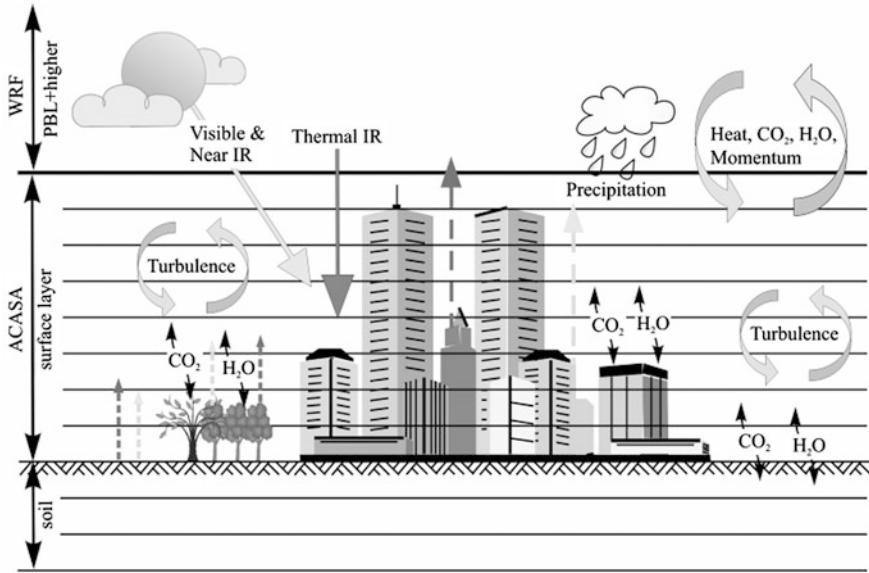 WRF
PBL+higher
Visible &
Near IR
Thermal IR
Precipitation
Heat, CO₂, H₂O,
Momentum
ACASA
surface layer
Turbulence
CO₂
H₂O
CO₂
H₂O
Turbulence
CO₂
H₂O
soil